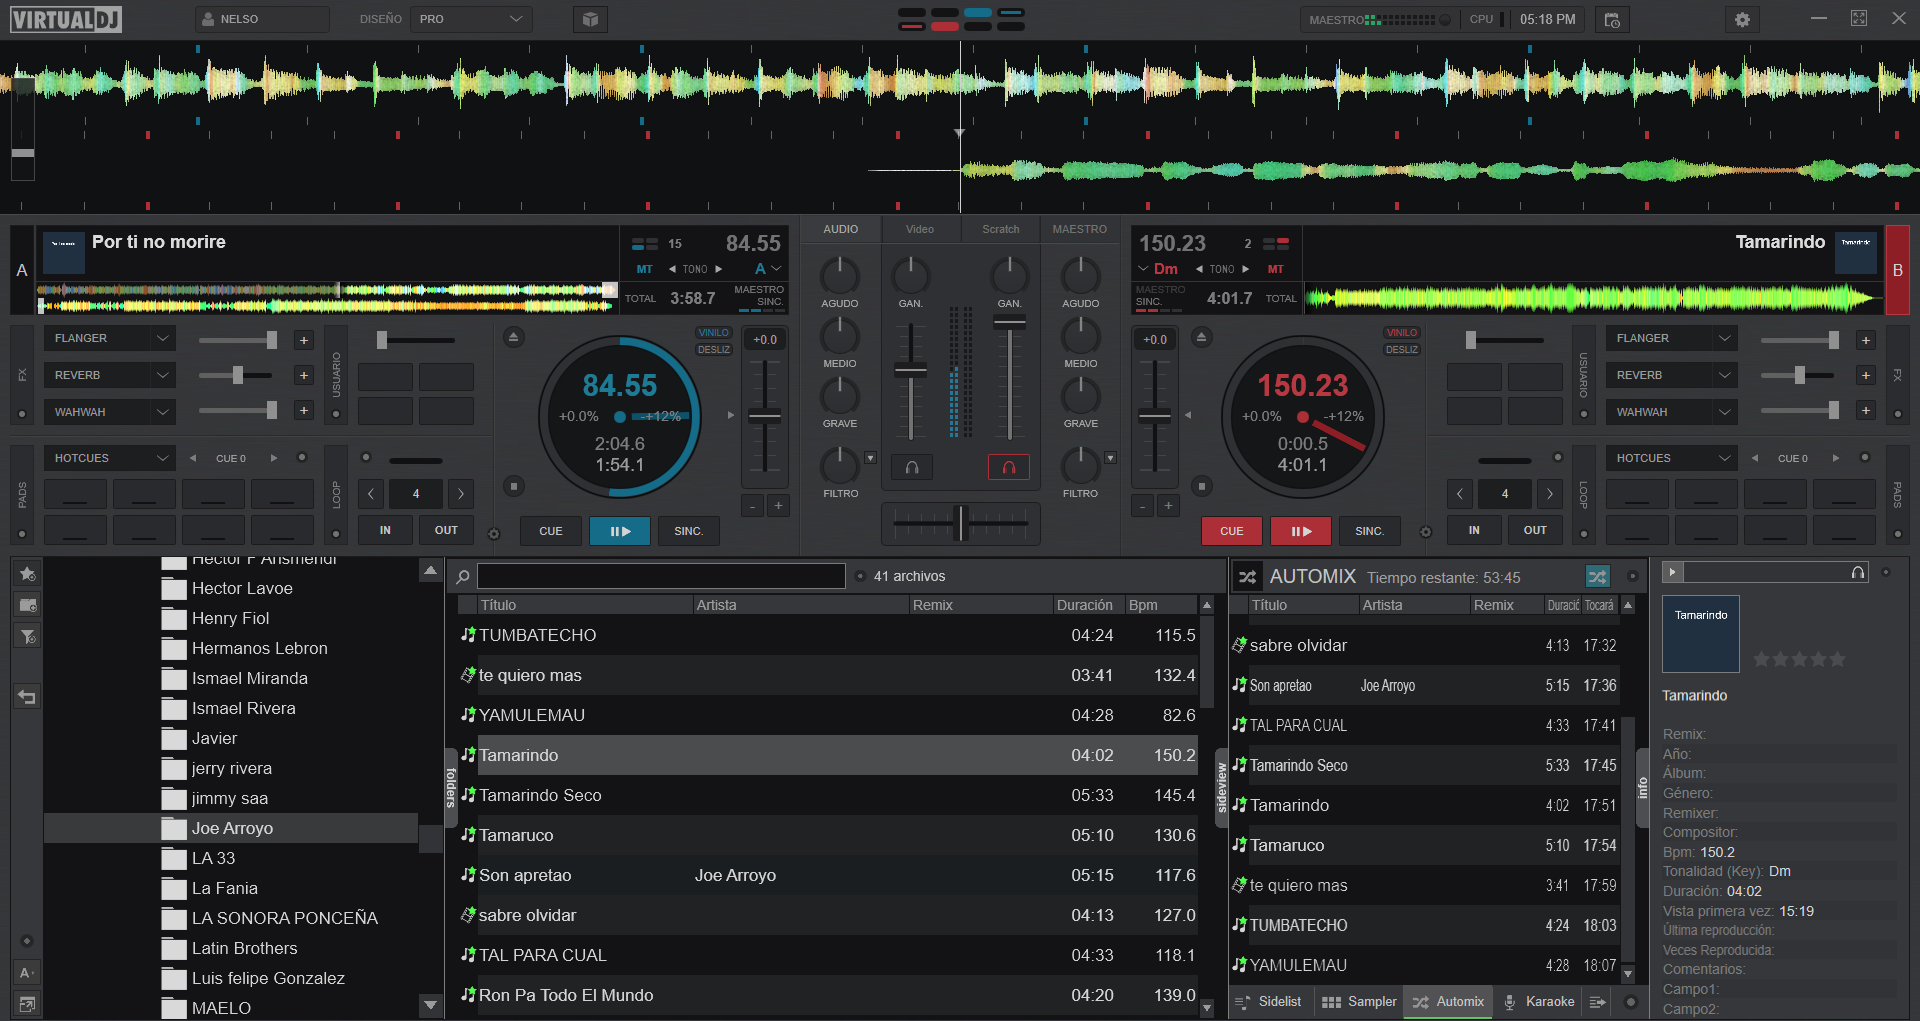 VIRTUALDJ
NELSO
DISEÑO PRO
MAESTRO CPU 05:18 PM
A
Por ti no morire
15 84.55
MT TONO A
TOTAL 3:58.7 MAESTRO SINC.
AUDIO Video Scratch MAESTRO
150.23 2
Dm TONO MT
MAESTRO SINC. 4:01.7 TOTAL
Tamarindo
Tamarindo
B
AGUDO GAN. GAN. AGUDO
MEDIO MEDIO
GRAVE GRAVE
FILTRO FILTRO
FX
FLANGER
REVERB
WAHWAH
USUARIO
VINILO
DESLIZ
+0.0
84.55
+0.0% -+12%
2:04.6
1:54.1
PADS
HOTCUES CUE 0
LOOP
4
IN OUT
CUE SINC.
- +
+0.0
VINILO
DESLIZ
150.23
+0.0% -+12%
0:00.5
4:01.1
- +
CUE SINC.
USUARIO
FLANGER
REVERB
WAHWAH
FX
LOOP
4
IN OUT
HOTCUES CUE 0
PADS
Hector F Ansmendi
Hector Lavoe
Henry Fiol
Hermanos Lebron
Ismael Miranda
Ismael Rivera
Javier
jerry rivera
jimmy saa
Joe Arroyo
LA 33
La Fania
LA SONORA PONCEÑA
Latin Brothers
Luis felipe Gonzalez
MAELO
A
folders
41 archivos
Título Artista Remix Duración Bpm
TUMBATECHO 04:24 115.5
te quiero mas 03:41 132.4
YAMULEMAU 04:28 82.6
Tamarindo 04:02 150.2
Tamarindo Seco 05:33 145.4
Tamaruco 05:10 130.6
Son apretao Joe Arroyo 05:15 117.6
sabre olvidar 04:13 127.0
TAL PARA CUAL 04:33 118.1
Ron Pa Todo El Mundo 04:20 139.0
sideview
AUTOMIX Tiempo restante: 53:45
Título Artista Remix Duració Tocará
sabre olvidar 4:13 17:32
Son apretao Joe Arroyo 5:15 17:36
TAL PARA CUAL 4:33 17:41
Tamarindo Seco 5:33 17:45
Tamarindo 4:02 17:51
Tamaruco 5:10 17:54
te quiero mas 3:41 17:59
TUMBATECHO 4:24 18:03
YAMULEMAU 4:28 18:07
Sidelist Sampler Automix Karaoke
info
Tamarindo
Tamarindo
Remix:
Año:
Álbum:
Género:
Remixer:
Compositor:
Bpm: 150.2
Tonalidad (Key): Dm
Duración: 04:02
Vista primera vez: 15:19
Última reproducción:
Veces Reproducida:
Comentarios:
Campo1:
Campo2: